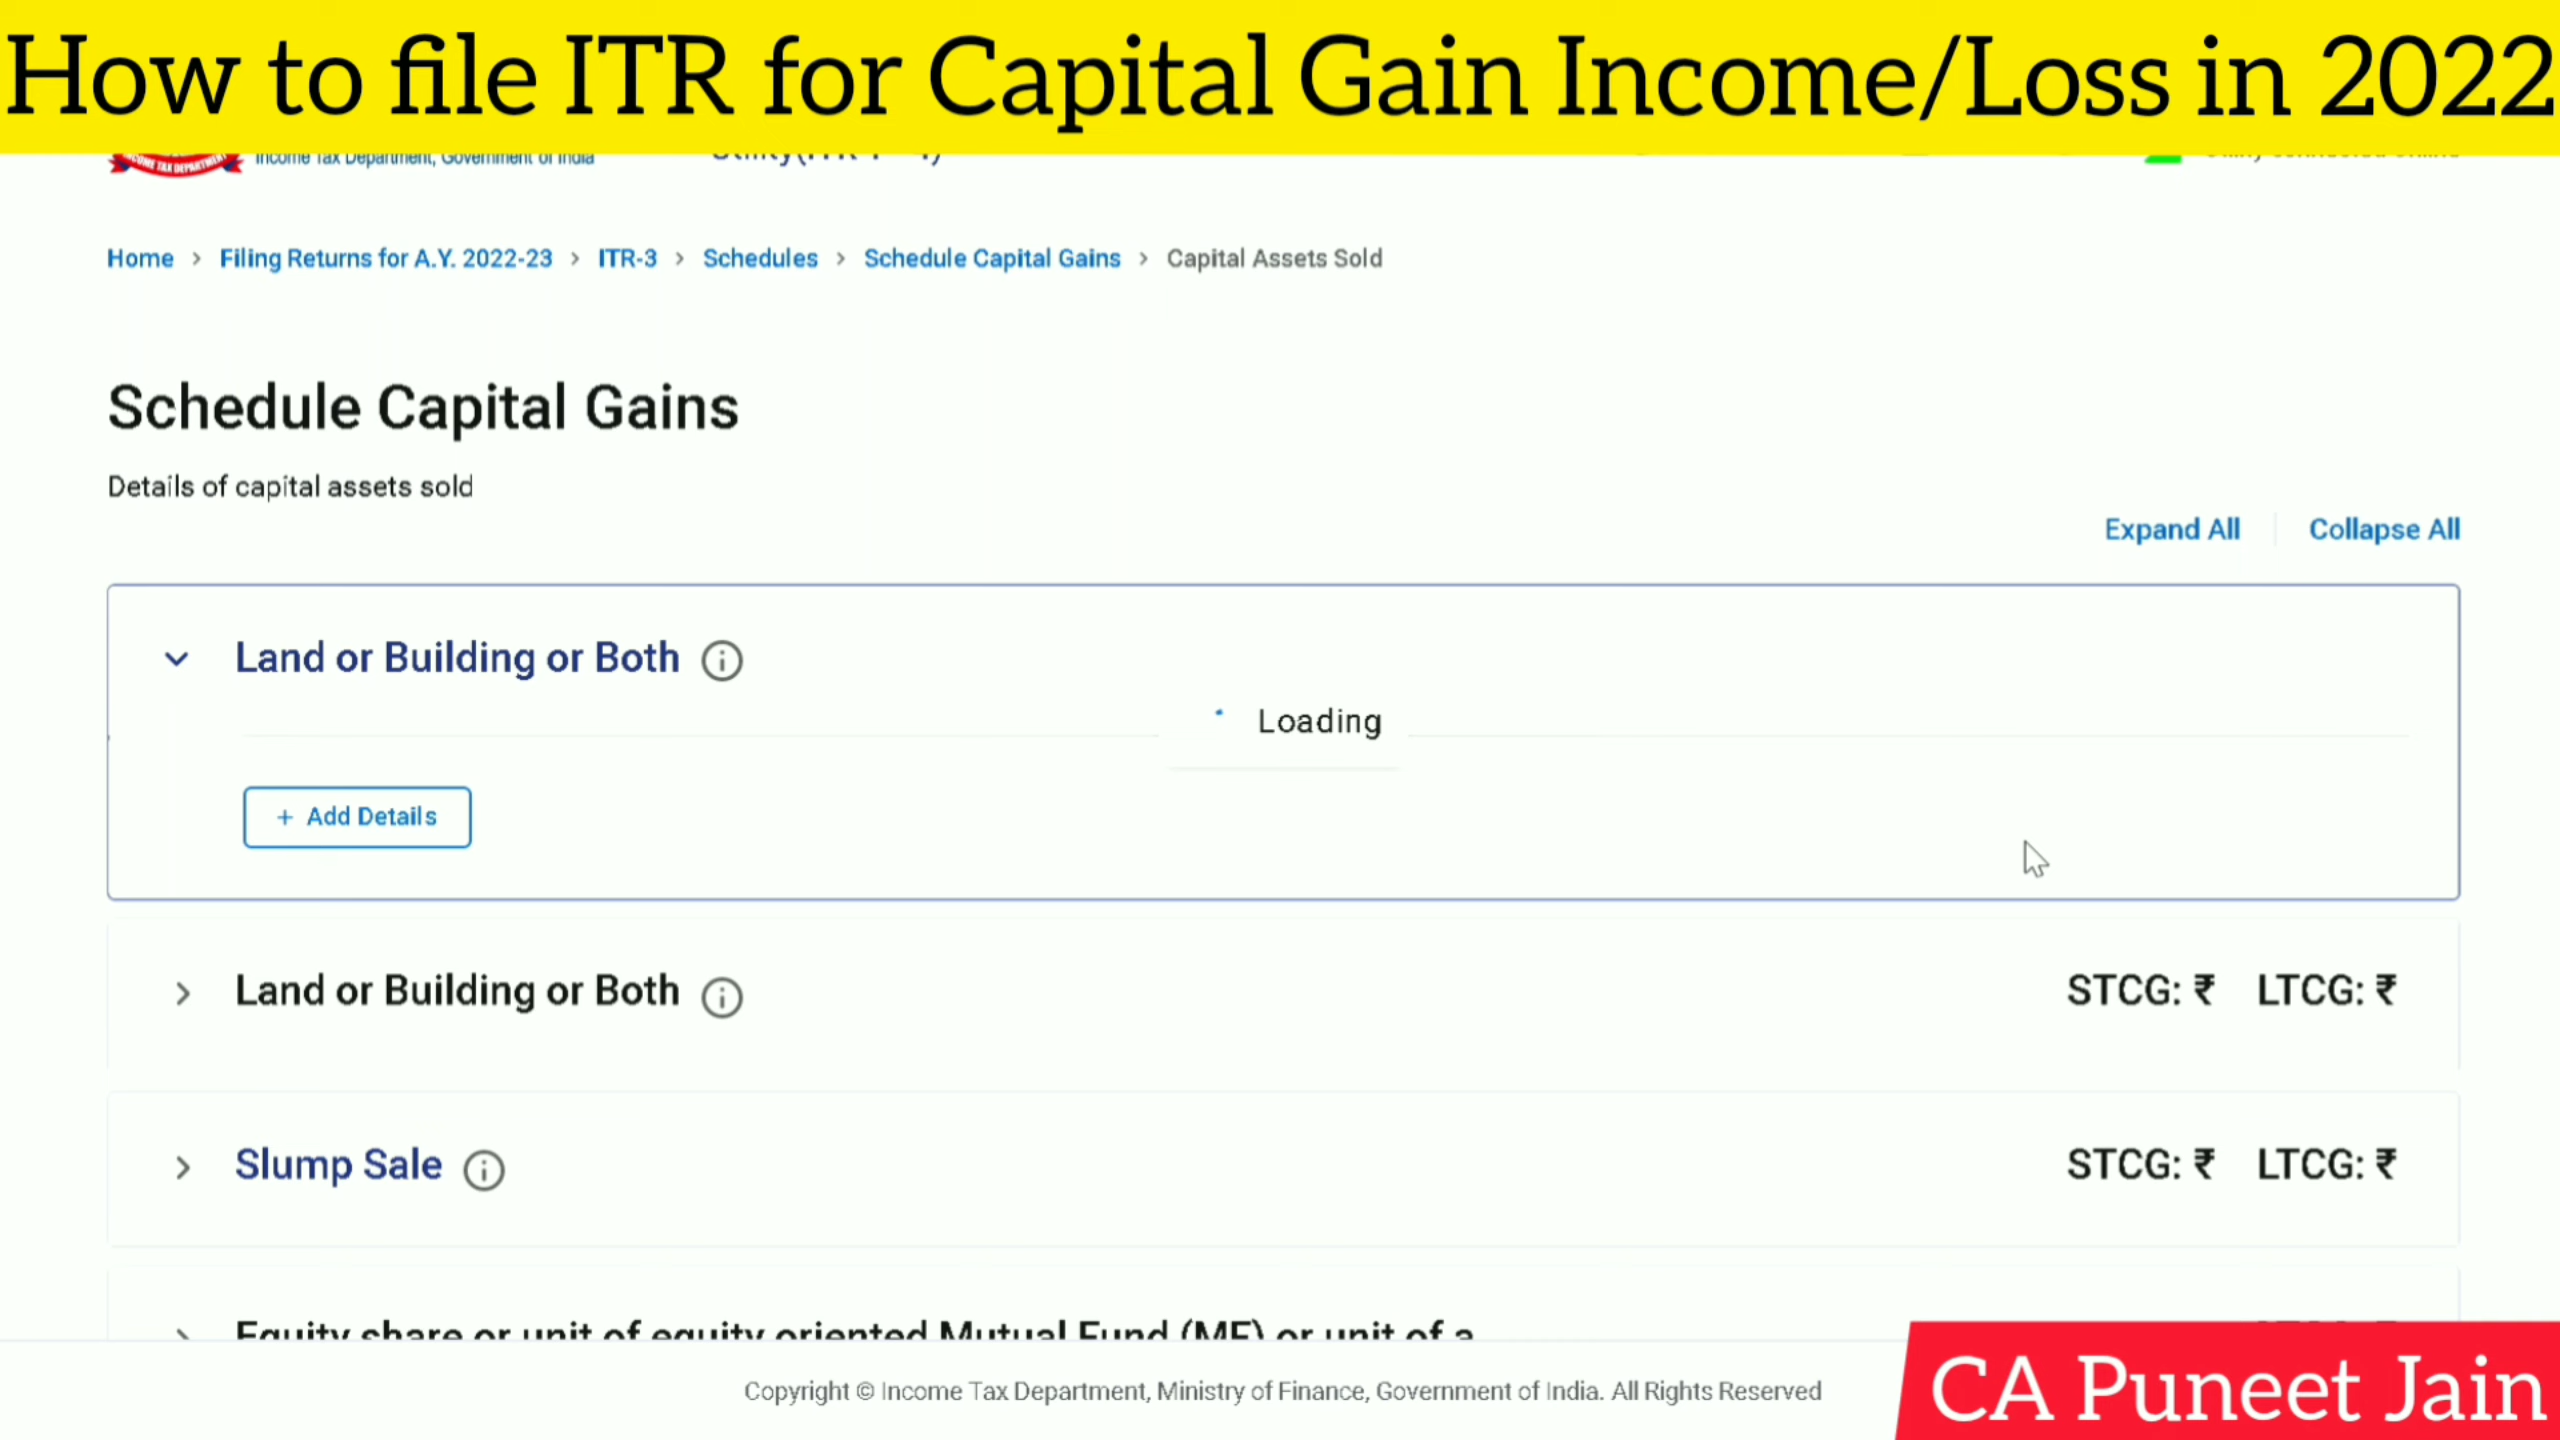 How to file ITR for Capital Gain Income/Loss in 2022
Income Tax Department, Government of India
Home > Filing Returns for A.Y. 2022-23 > ITR-3 > Schedules > Schedule Capital Gains > Capital Assets Sold
Schedule Capital Gains
Details of capital assets sold
Expand All Collapse All
Land or Building or Both
Loading
+ Add Details
Land or Building or Both STCG: ₹ LTCG: ₹
Slump Sale STCG: ₹ LTCG: ₹
Equity share or unit of equity oriented Mutual Fund (MF) or unit of a
Copyright © Income Tax Department, Ministry of Finance, Government of India. All Rights Reserved
CA Puneet Jain